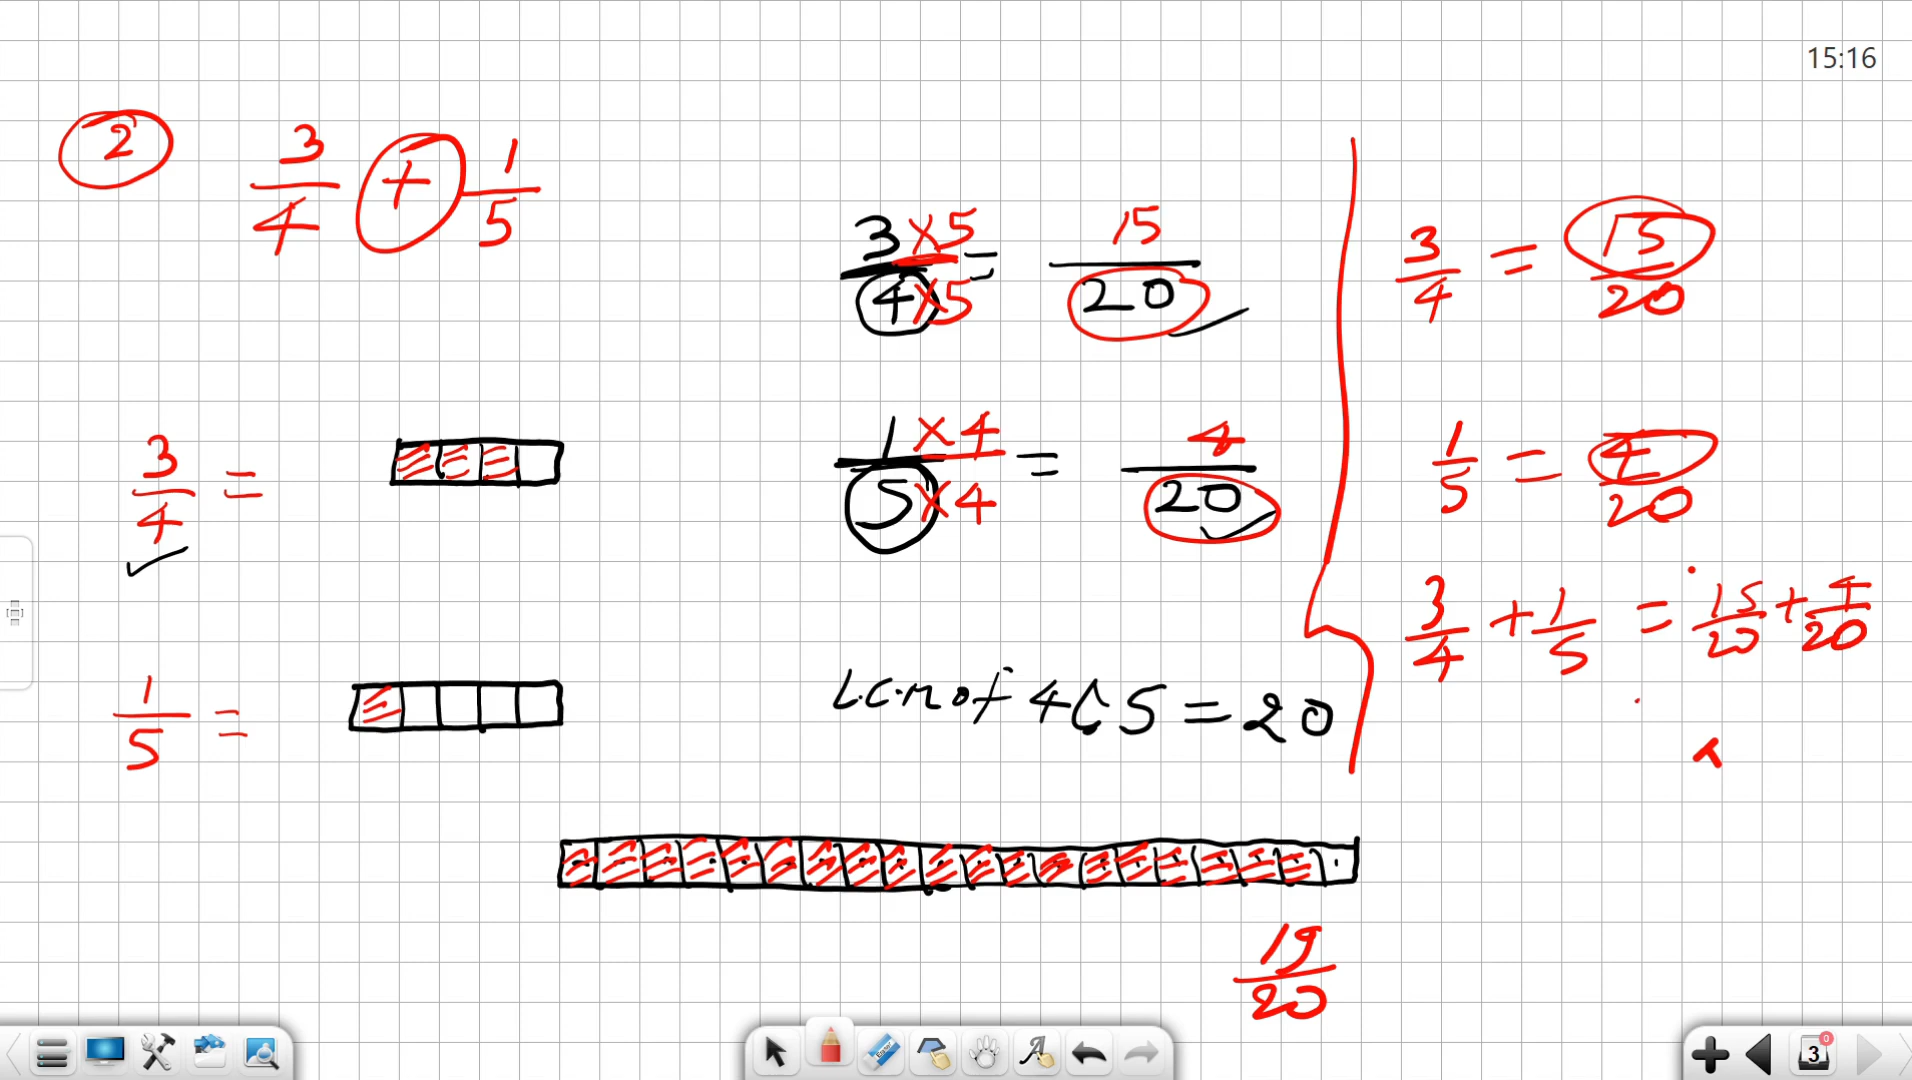 15:16
② 3/4 + 1/5
3×5/4×5 = 15/20
3/4 = 15/20
3/4 =
1×4/5×4 = 4/20
1/5 = 4/20
3/4 + 1/5 = 15/20 + 4/20
1/5 =
L.C.M of 4 & 5 = 20
19/20
Eraser
A
3
0